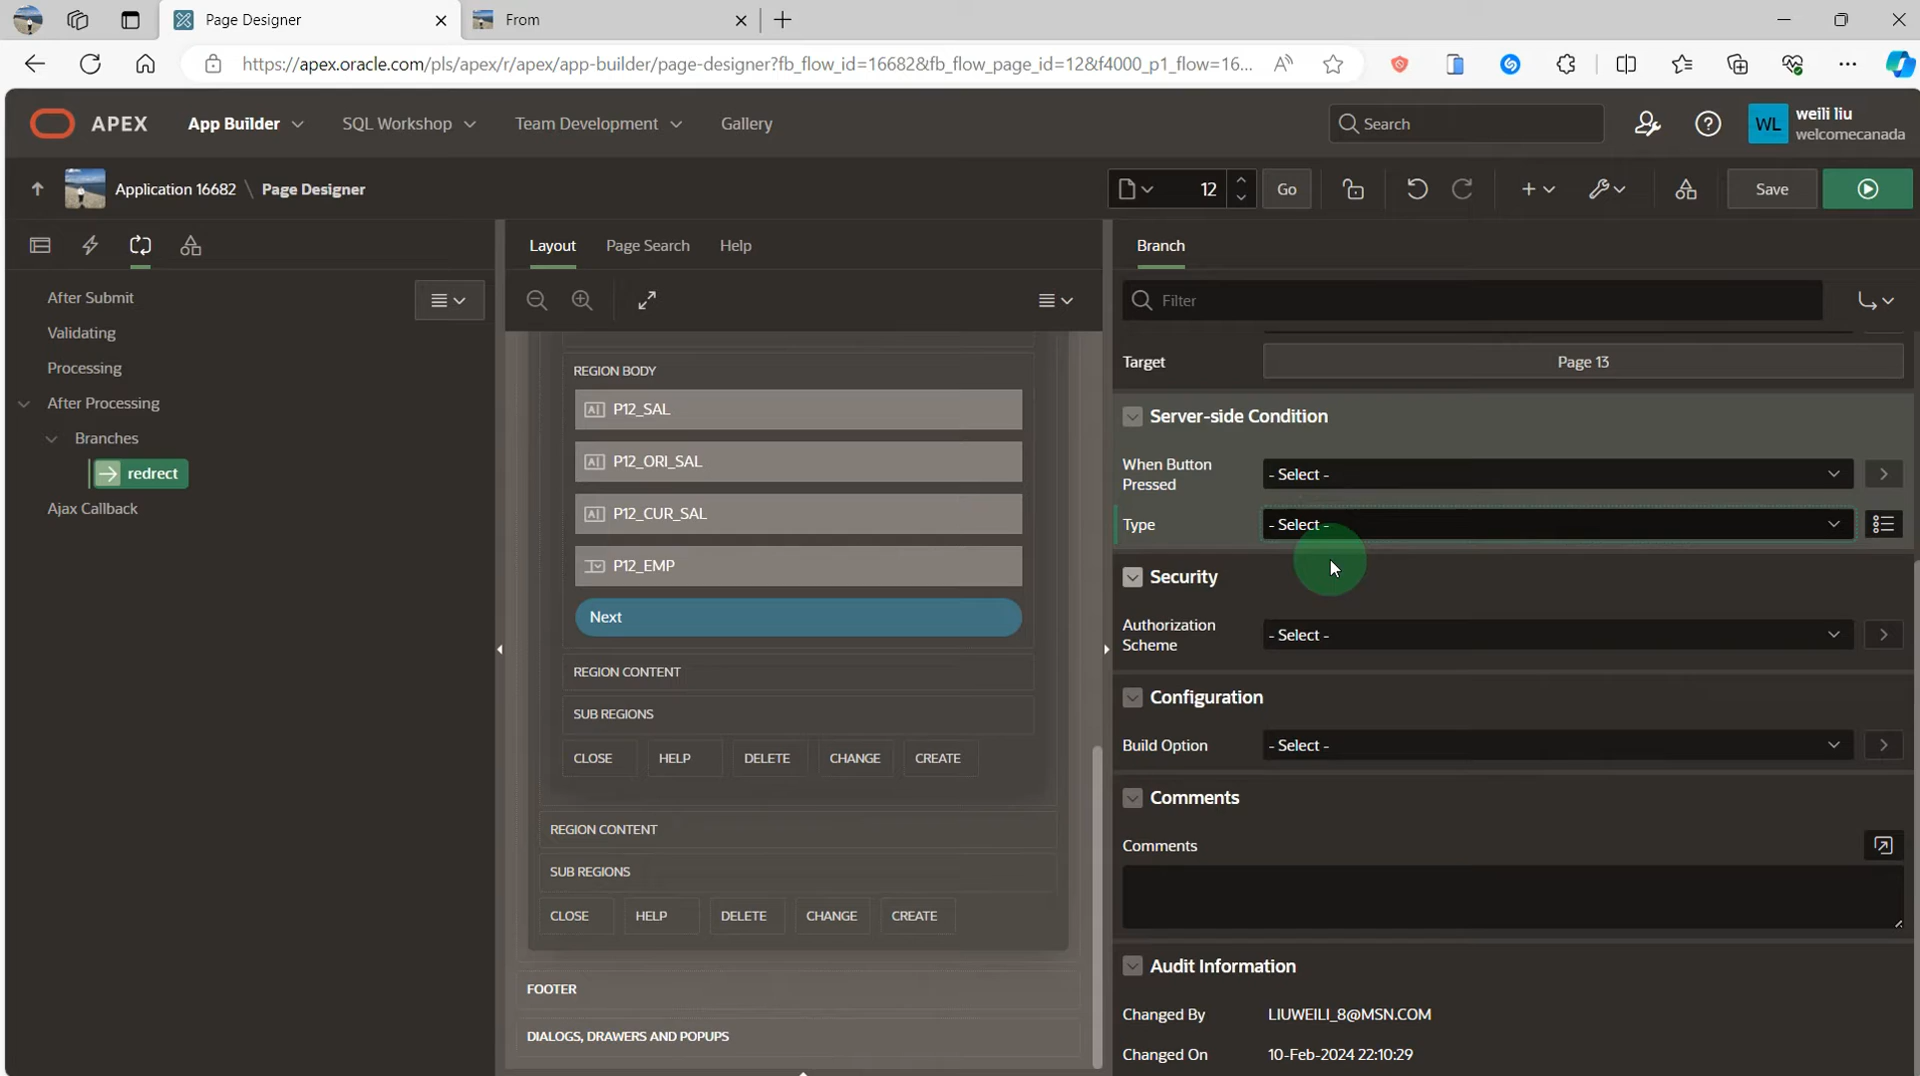 Page Designer
From
https://apex.oracle.com/pls/apex/r/apex/app-builder/page-designer?fb_flow_id=16682&fb_flow_page_id=12&f4000_p1_flow=16...
APEX
App Builder
SQL Workshop
Team Development
Gallery
Search
WL
weili liu
welcomecanada
Application 16682 \ Page Designer
12
Go
Save
Layout
Page Search
Help
Branch
After Submit
Validating
Processing
After Processing
Branches
redrect
Ajax Callback
Filter
REGION BODY
P12_SAL
P12_ORI_SAL
P12_CUR_SAL
P12_EMP
Next
REGION CONTENT
SUB REGIONS
CLOSE
HELP
DELETE
CHANGE
CREATE
REGION CONTENT
SUB REGIONS
CLOSE
HELP
DELETE
CHANGE
CREATE
FOOTER
DIALOGS, DRAWERS AND POPUPS
Target
Page 13
Server-side Condition
When Button
Pressed
- Select -
Type
- Select -
Security
Authorization
Scheme
- Select -
Configuration
Build Option
- Select -
Comments
Comments
Audit Information
Changed By
LIUWEILI_8@MSN.COM
Changed On
10-Feb-2024 22:10:29